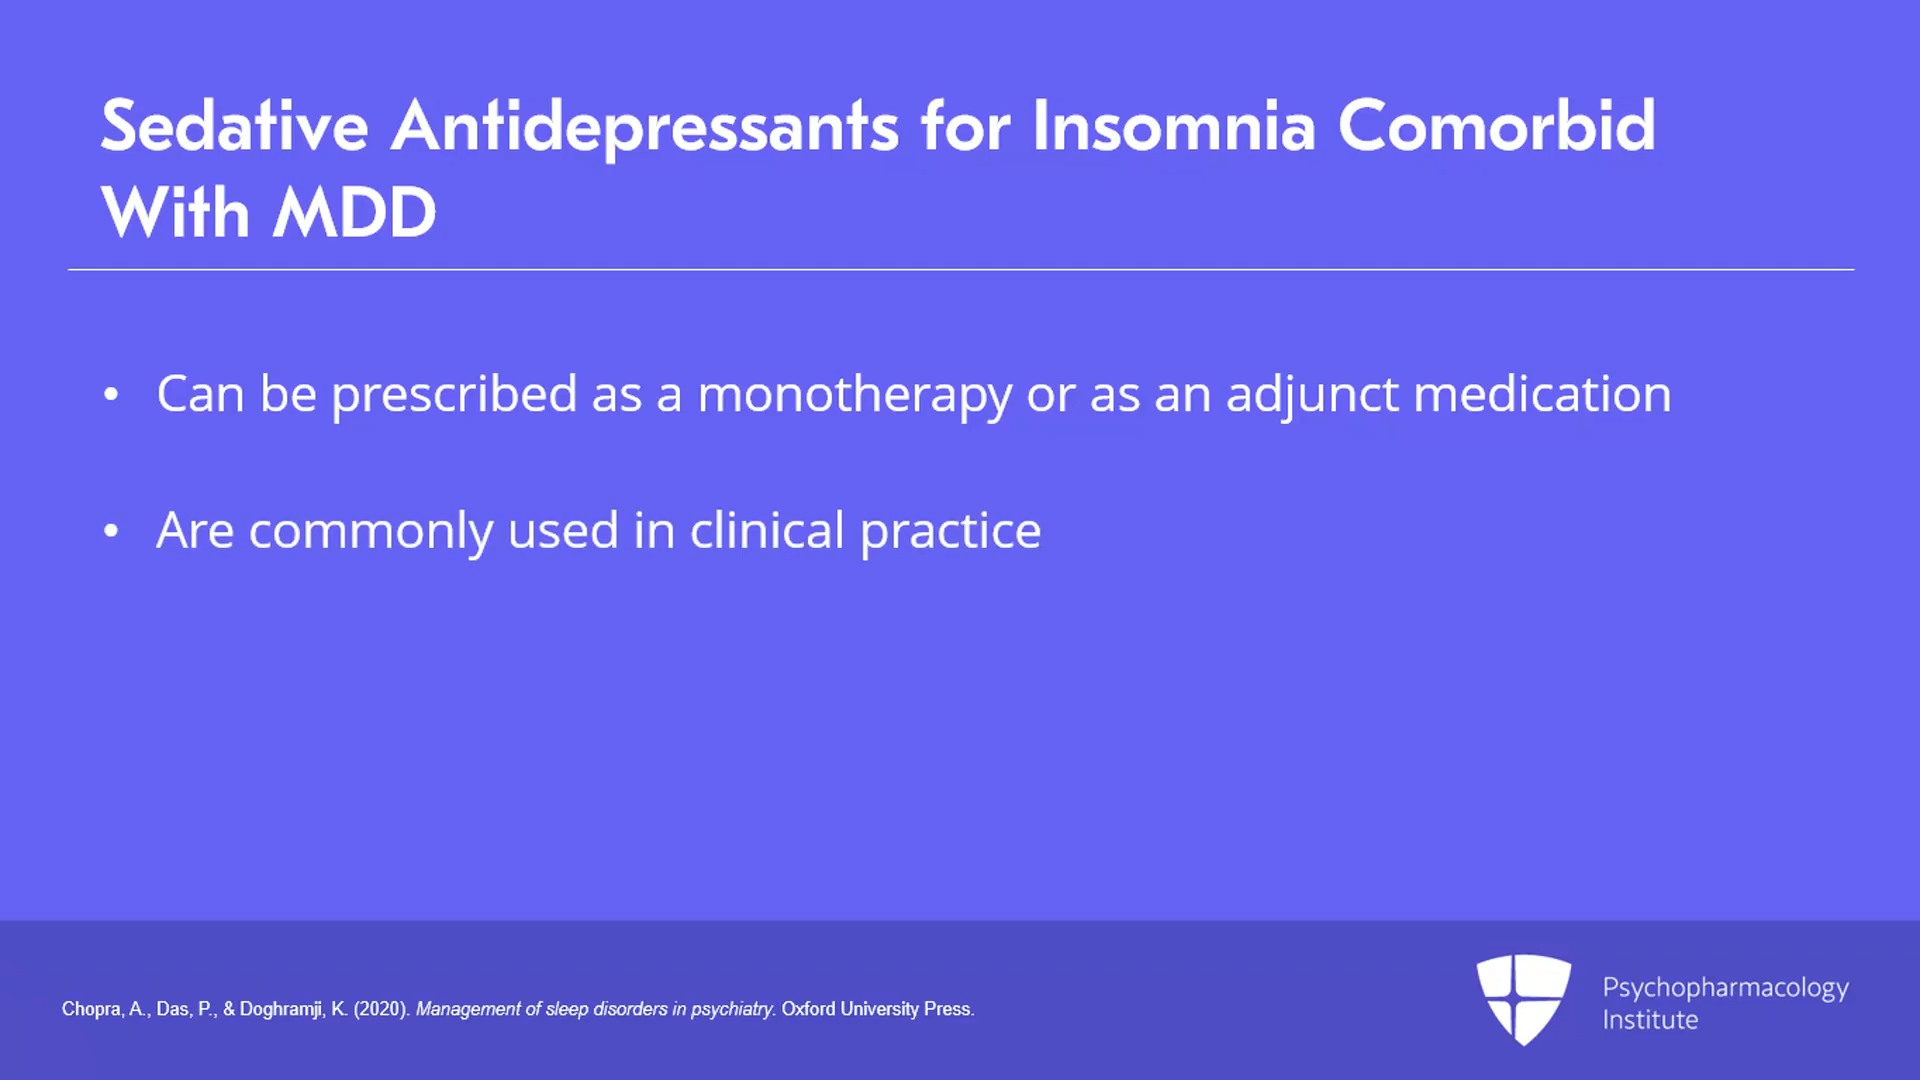 Sedative Antidepressants for Insomnia Comorbid
With MDD
• Can be prescribed as a monotherapy or as an adjunct medication
• Are commonly used in clinical practice
Chopra, A., Das, P., & Doghramji, K. (2020). Management of sleep disorders in psychiatry. Oxford University Press.
Psychopharmacology
Institute